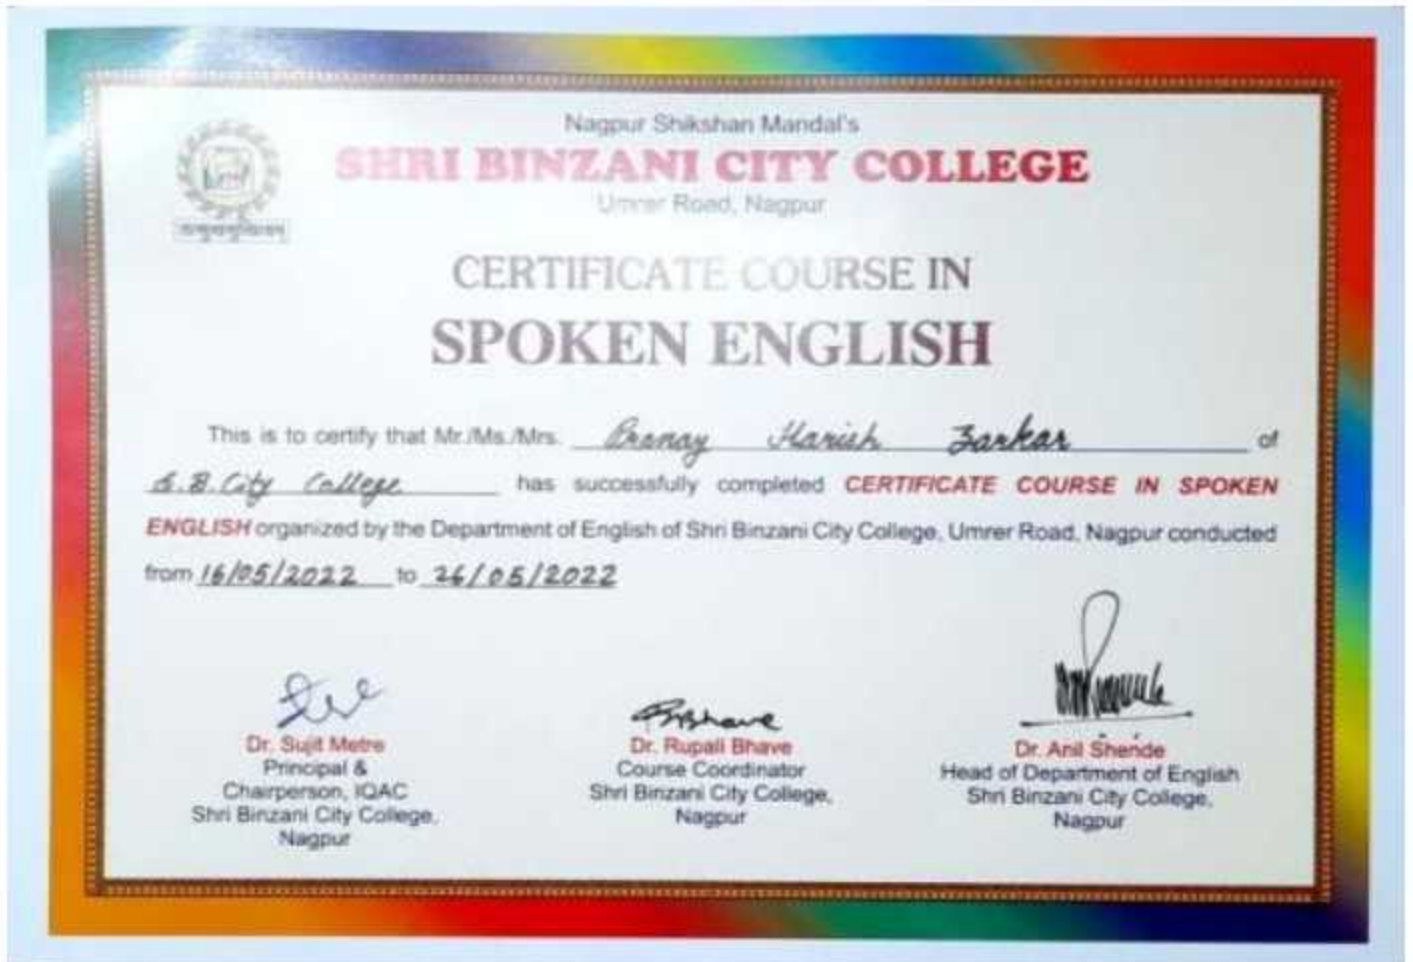 Nagpur Shikshan Mandal's
SHRI BINZANI CITY COLLEGE
Umrer Road, Nagpur
CERTIFICATE COURSE IN
SPOKEN ENGLISH
This is to certify that Mr./Ms./Mrs. Pranay Harish Zarkar of
S.B. City College has successfully completed CERTIFICATE COURSE IN SPOKEN
ENGLISH organized by the Department of English of Shri Binzani City College, Umrer Road, Nagpur conducted
from 16/05/2022 to 26/05/2022
Dr. Sujit Metre
Principal &
Chairperson, IQAC
Shri Binzani City College,
Nagpur
Dr. Rupali Bhave
Course Coordinator
Shri Binzani City College,
Nagpur
Dr. Anil Shende
Head of Department of English
Shri Binzani City College,
Nagpur